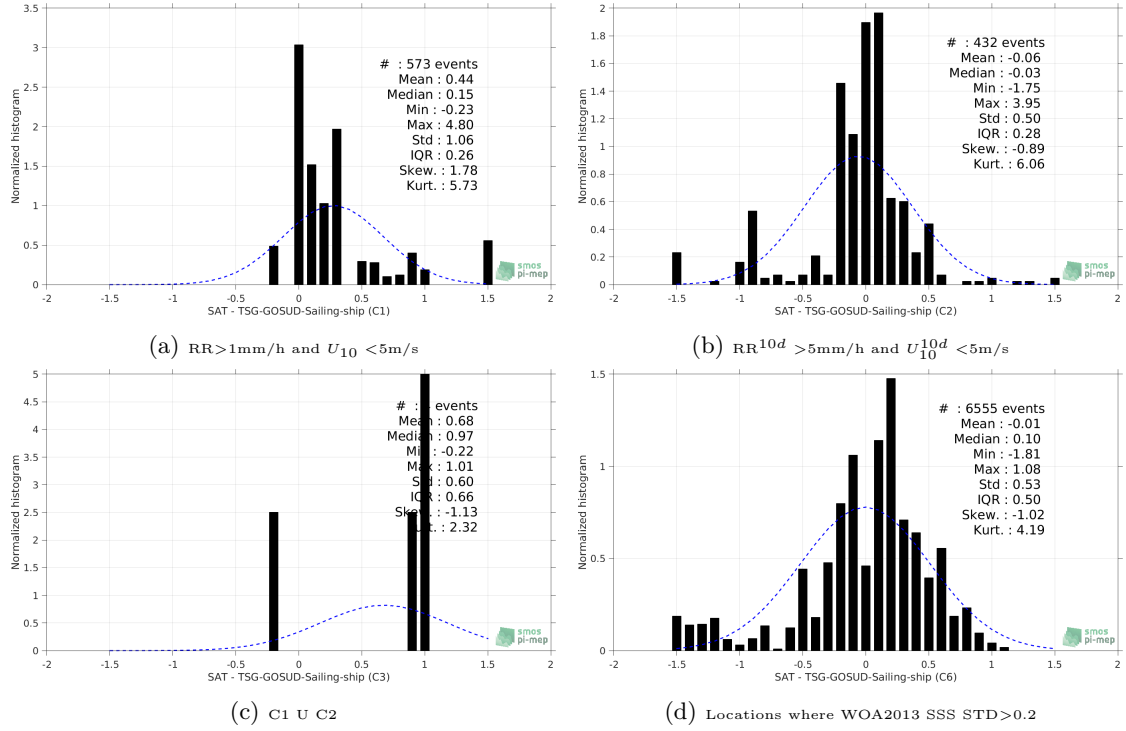 3.5
3
2.5
2
1.5
1
0.5
0
-2
-1.5
-1
-0.5
0
0.5
1
1.5
2
Normalized histogram
# : 573 events
Mean : 0.44
Median : 0.15
Min : -0.23
Max : 4.80
Std : 1.06
IQR : 0.26
Skew. : 1.78
Kurt. : 5.73
smos
pi-mep
SAT - TSG-GOSUD-Sailing-ship (C1)
(a) RR>1mm/h and U10 <5m/s
2
1.8
1.6
1.4
1.2
1
0.8
0.6
0.4
0.2
0
-2
-1.5
-1
-0.5
0
0.5
1
1.5
2
Normalized histogram
# : 432 events
Mean : -0.06
Median : -0.03
Min : -1.75
Max : 3.95
Std : 0.50
IQR : 0.28
Skew. : -0.89
Kurt. : 6.06
smos
pi-mep
SAT - TSG-GOSUD-Sailing-ship (C2)
(b) RR10d >5mm/h and U10d10 <5m/s
5
4.5
4
3.5
3
2.5
2
1.5
1
0.5
0
-2
-1.5
-1
-0.5
0
0.5
1
1.5
2
Normalized histogram
# : events
Mean : 0.68
Median : 0.97
Min : -0.22
Max : 1.01
Std : 0.60
IQR : 0.66
Skew. : -1.13
Kurt. : 2.32
smos
pi-mep
SAT - TSG-GOSUD-Sailing-ship (C3)
(c) C1 U C2
1.5
1
0.5
0
-2
-1.5
-1
-0.5
0
0.5
1
1.5
2
Normalized histogram
# : 6555 events
Mean : -0.01
Median : 0.10
Min : -1.81
Max : 1.08
Std : 0.53
IQR : 0.50
Skew. : -1.02
Kurt. : 4.19
smos
pi-mep
SAT - TSG-GOSUD-Sailing-ship (C6)
(d) Locations where WOA2013 SSS STD>0.2